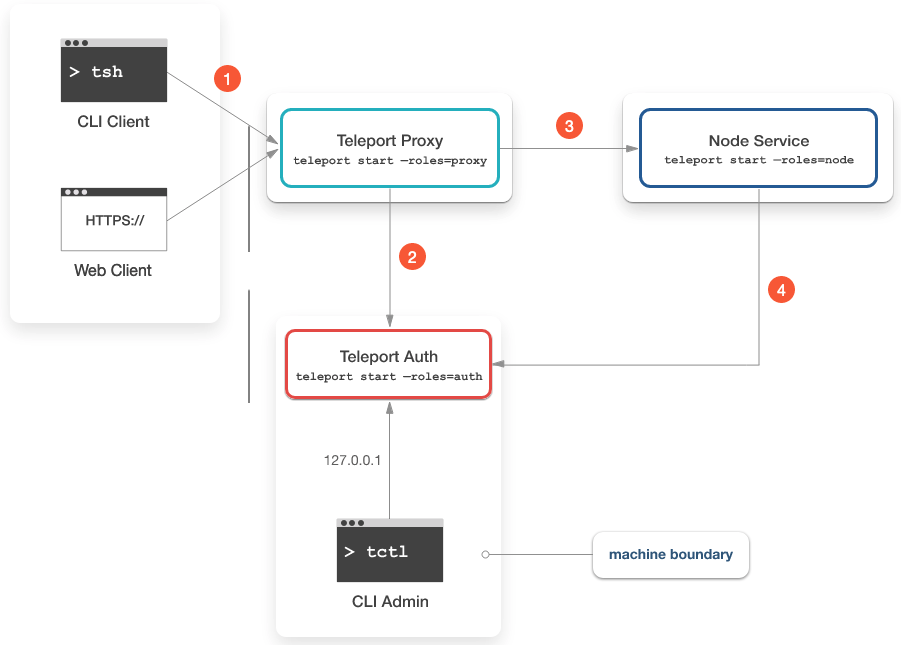 > tsh
CLI Client
HTTPS://
Web Client
1
Teleport Proxy
teleport start —roles=proxy
3
Node Service
teleport start —roles=node
2
4
Teleport Auth
teleport start —roles=auth
127.0.0.1
> tctl
CLI Admin
machine boundary